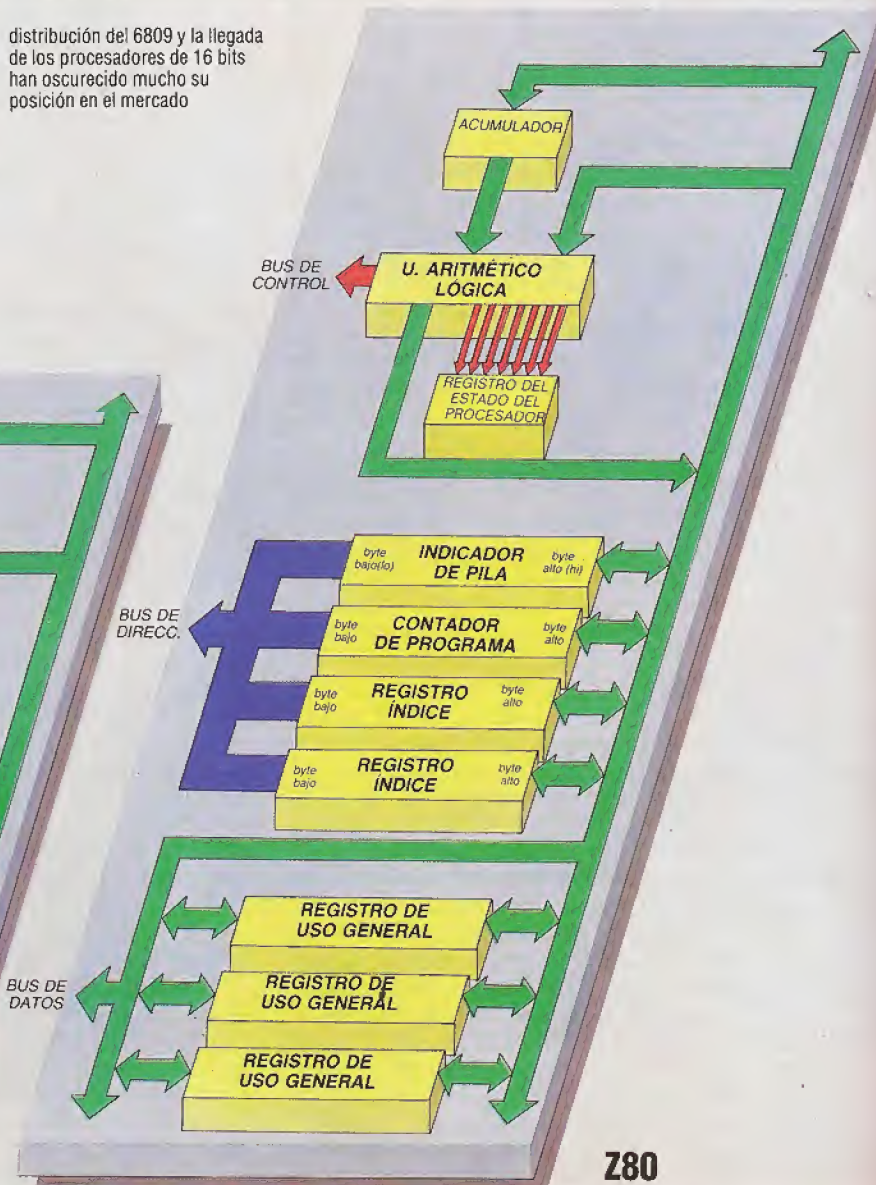 distribución del 6809 y la llegada
de los procesadores de 16 bits
han oscurecido mucho su
posición en el mercado
ACUMULADOR
BUS DE
CONTROL
U. ARITMÉTICO
LÓGICA
REGISTRO DEL
ESTADO DEL
PROCESADOR
BUS DE
DIRECC.
byte
bajo(lo)
INDICADOR
DE PILA
byte
alto (hi)
byte
bajo
CONTADOR
DE PROGRAMA
byte
alto
byte
bajo
REGISTRO
ÍNDICE
byte
alto
byte
bajo
REGISTRO
ÍNDICE
byte
alto
BUS DE
DATOS
REGISTRO DE
USO GENERAL
REGISTRO DE
USO GENERAL
REGISTRO DE
USO GENERAL
Z80